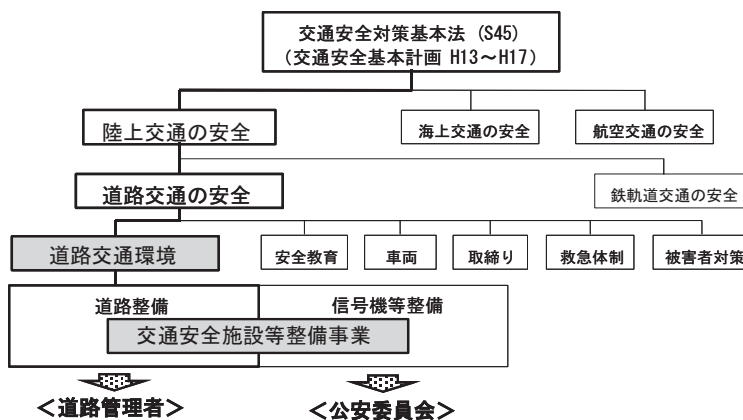 交通安全対策基本法（S45）
（交通安全基本計画 H13～H17）
陸上交通の安全
海上交通の安全
航空交通の安全
道路交通の安全
鉄軌道交通の安全
道路交通環境
安全教育
車両
取締り
救急体制
被害者対策
道路整備
信号機等整備
交通安全施設等整備事業
＜道路管理者＞
＜公安委員会＞